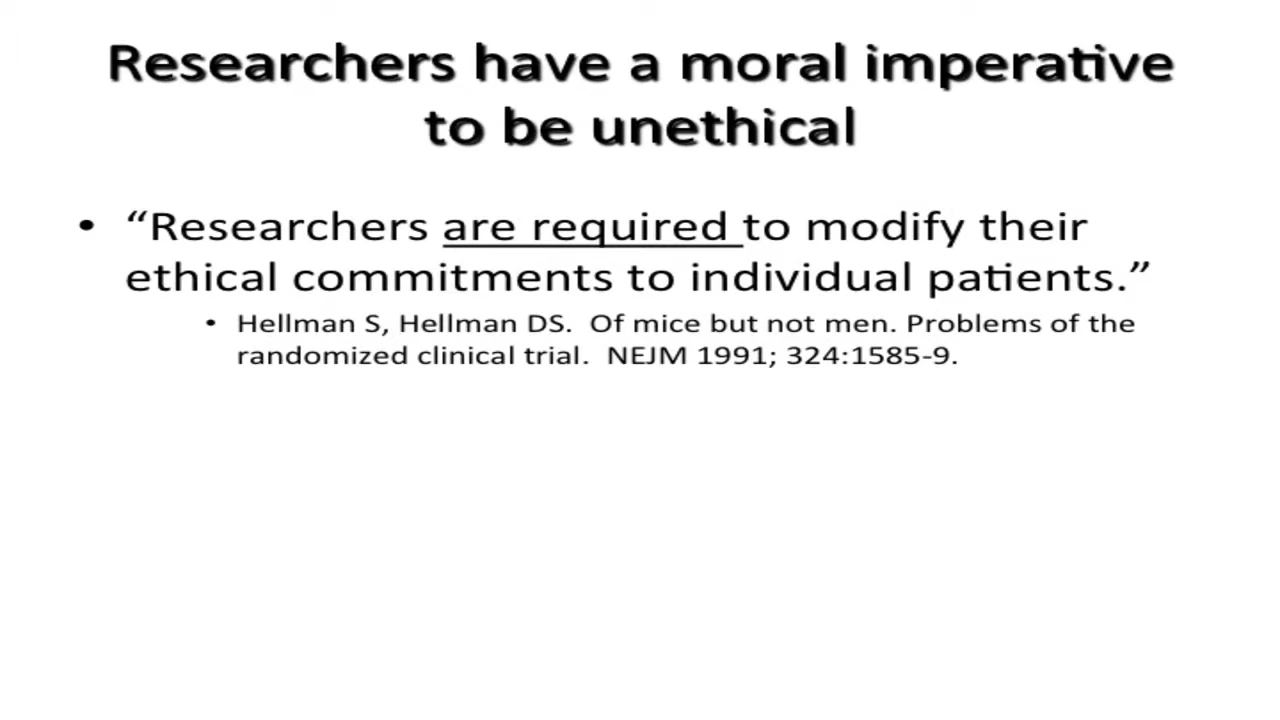 Researchers have a moral imperative
to be unethical
• “Researchers are required to modify their
ethical commitments to individual patients.”
• Hellman S, Hellman DS. Of mice but not men. Problems of the
randomized clinical trial. NEJM 1991; 324:1585-9.